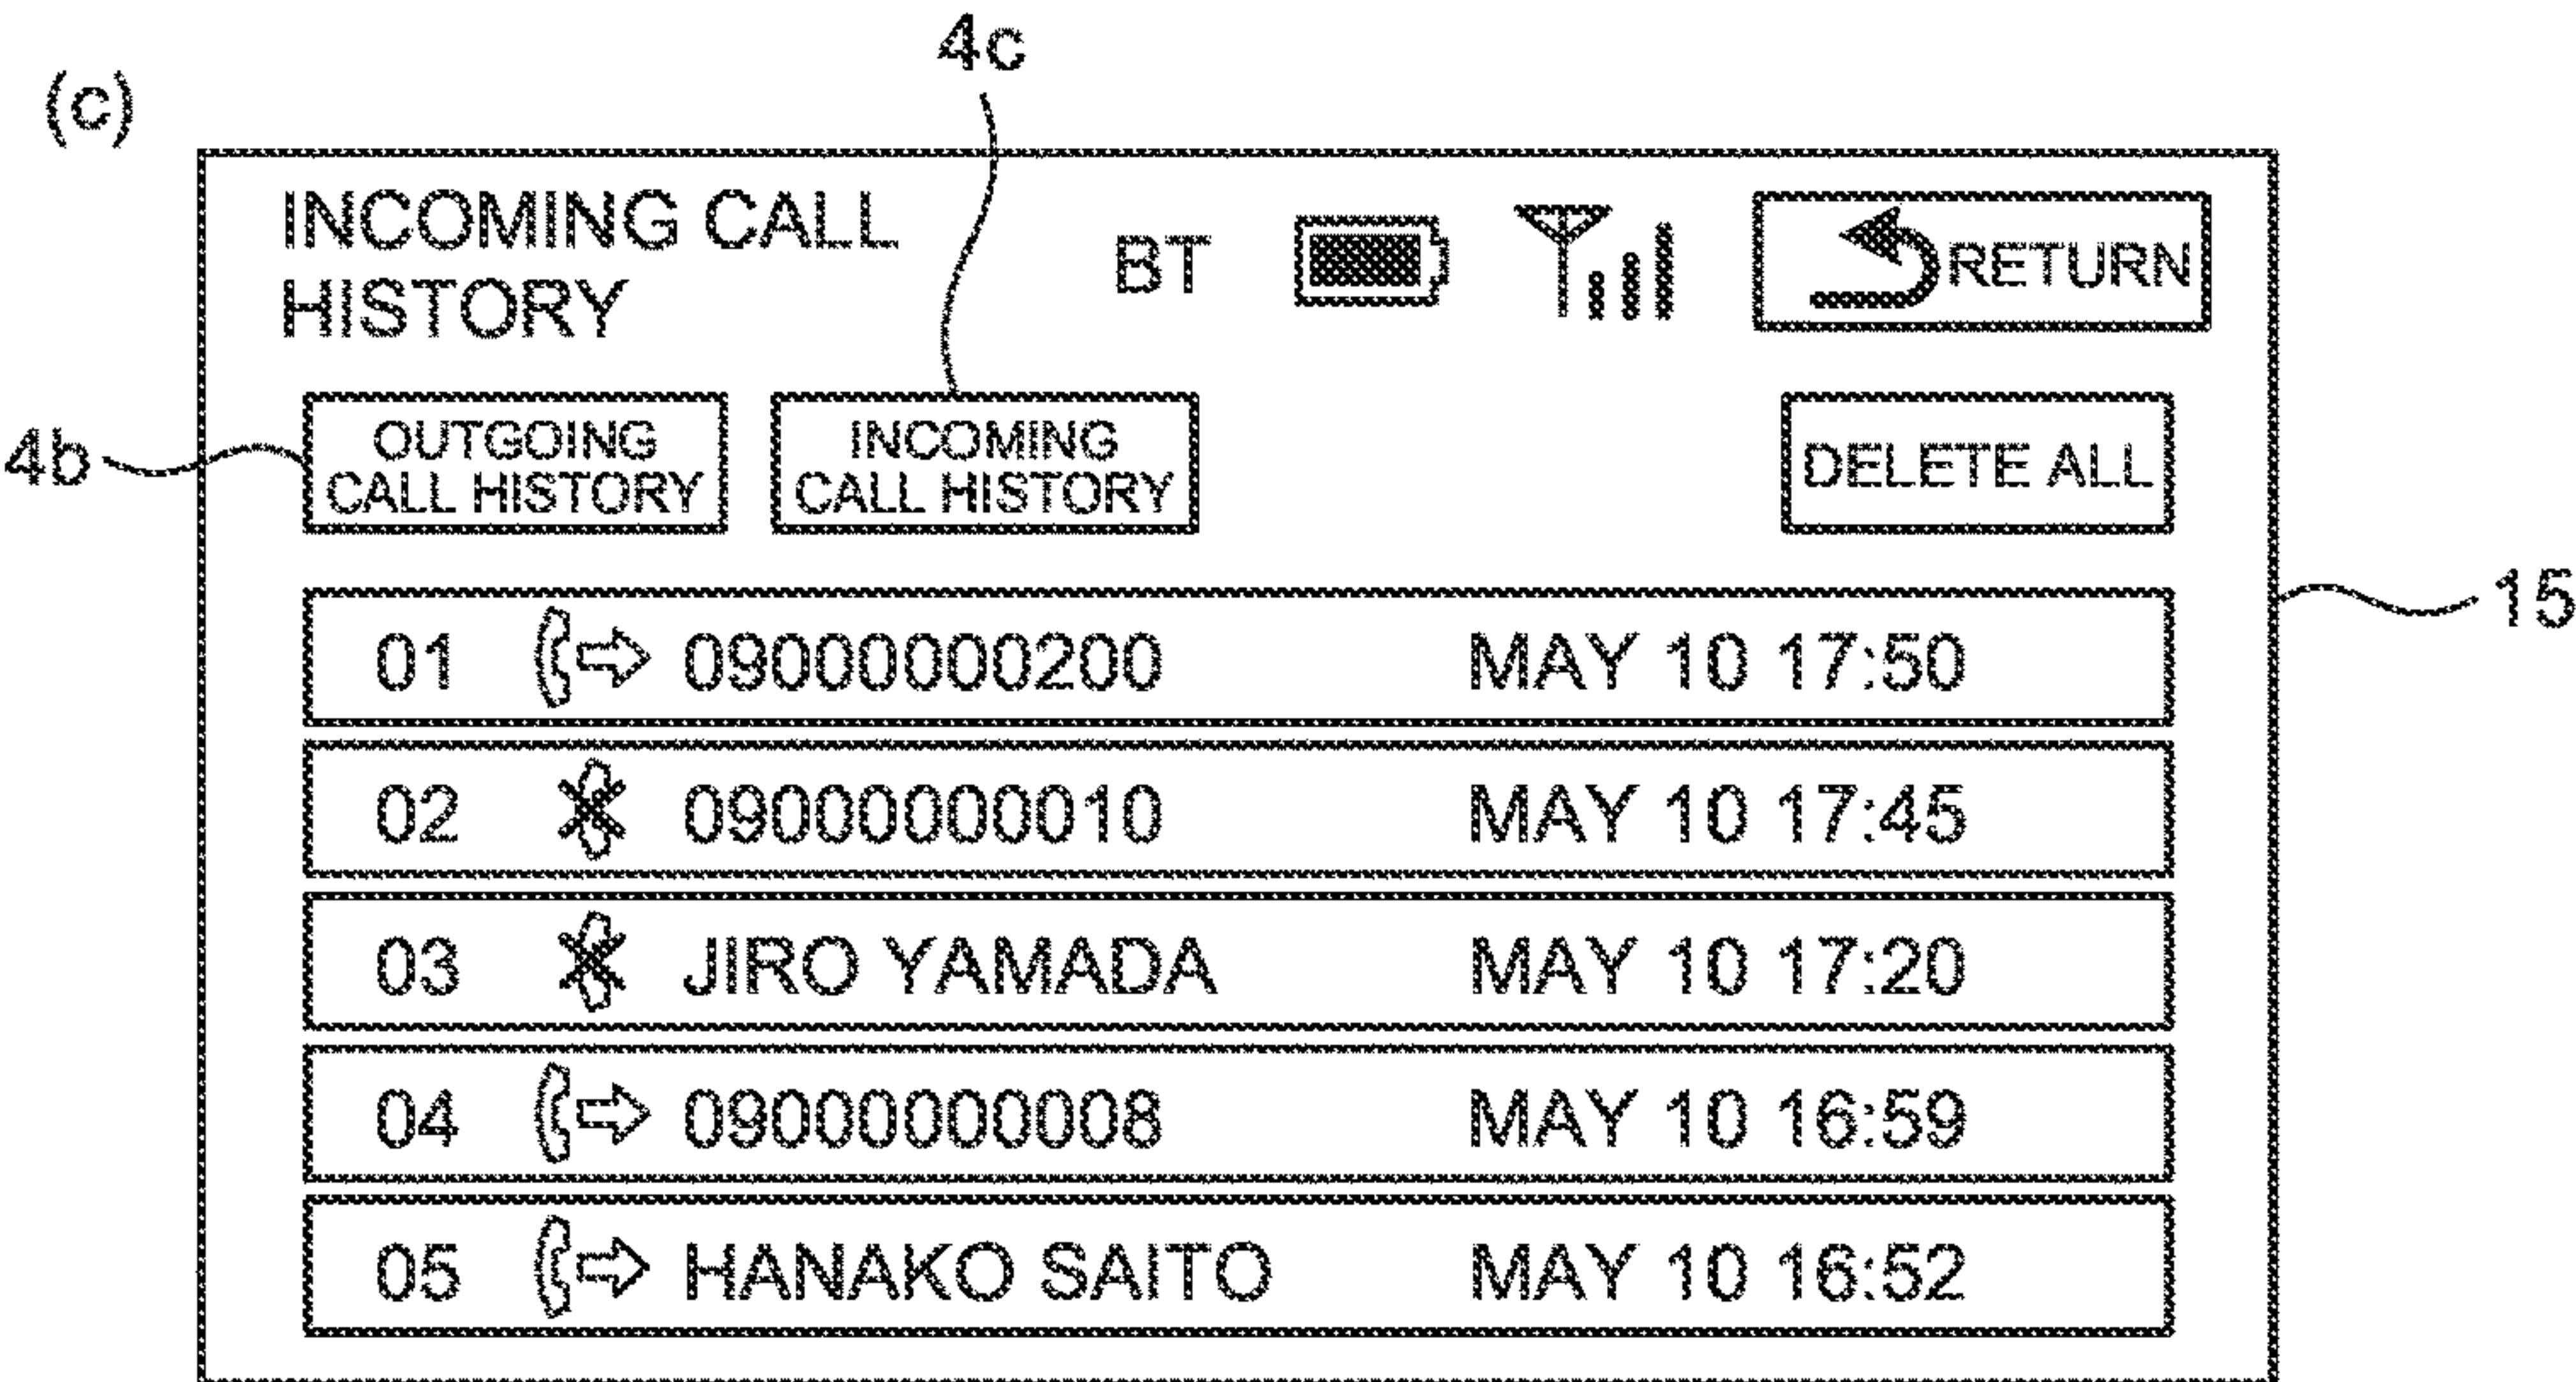 4c
(c)
INCOMING CALL
HISTORY
BT
RETURN
4b
OUTGOING
CALL HISTORY
INCOMING
CALL HISTORY
DELETE ALL
15
01 09000000200 MAY 10 17:50
02 09000000010 MAY 10 17:45
03 JIRO YAMADA MAY 10 17:20
04 09000000008 MAY 10 16:59
05 HANAKO SAITO MAY 10 16:52